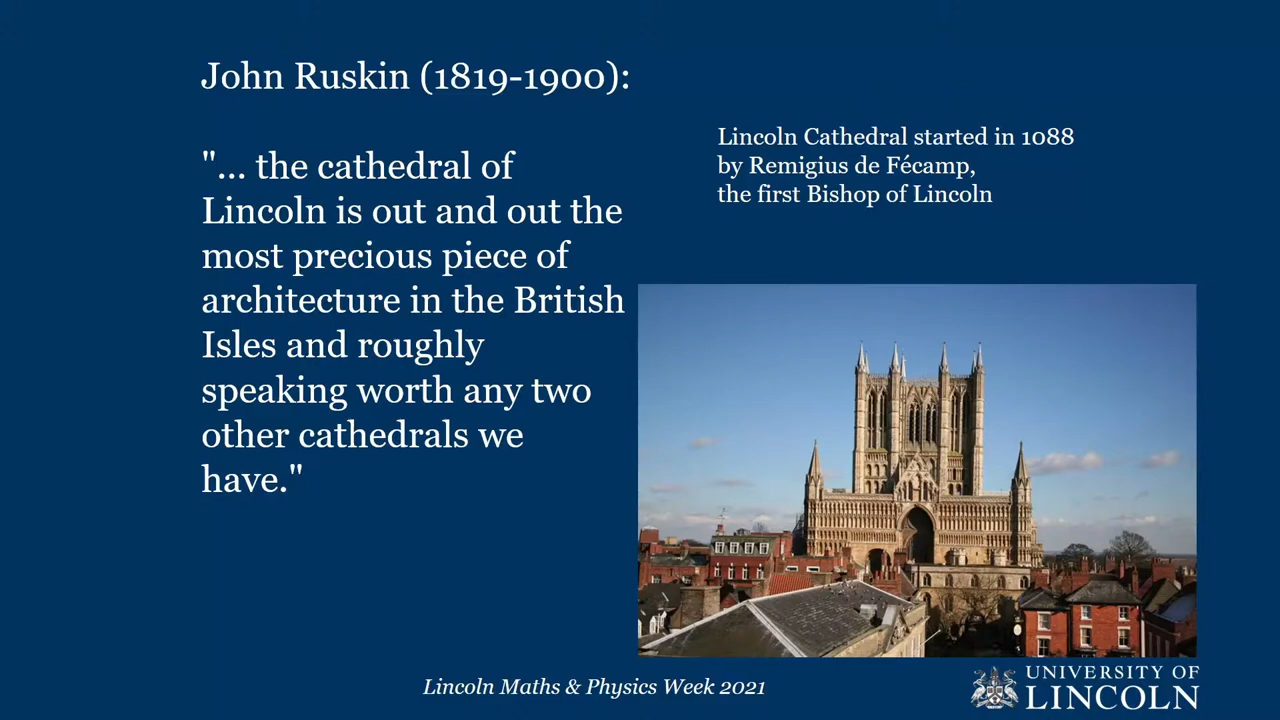 John Ruskin (1819-1900):
"... the cathedral of
Lincoln is out and out the
most precious piece of
architecture in the British
Isles and roughly
speaking worth any two
other cathedrals we
have."
Lincoln Cathedral started in 1088
by Remigius de Fécamp,
the first Bishop of Lincoln
Lincoln Maths & Physics Week 2021
UNIVERSITY OF
LINCOLN